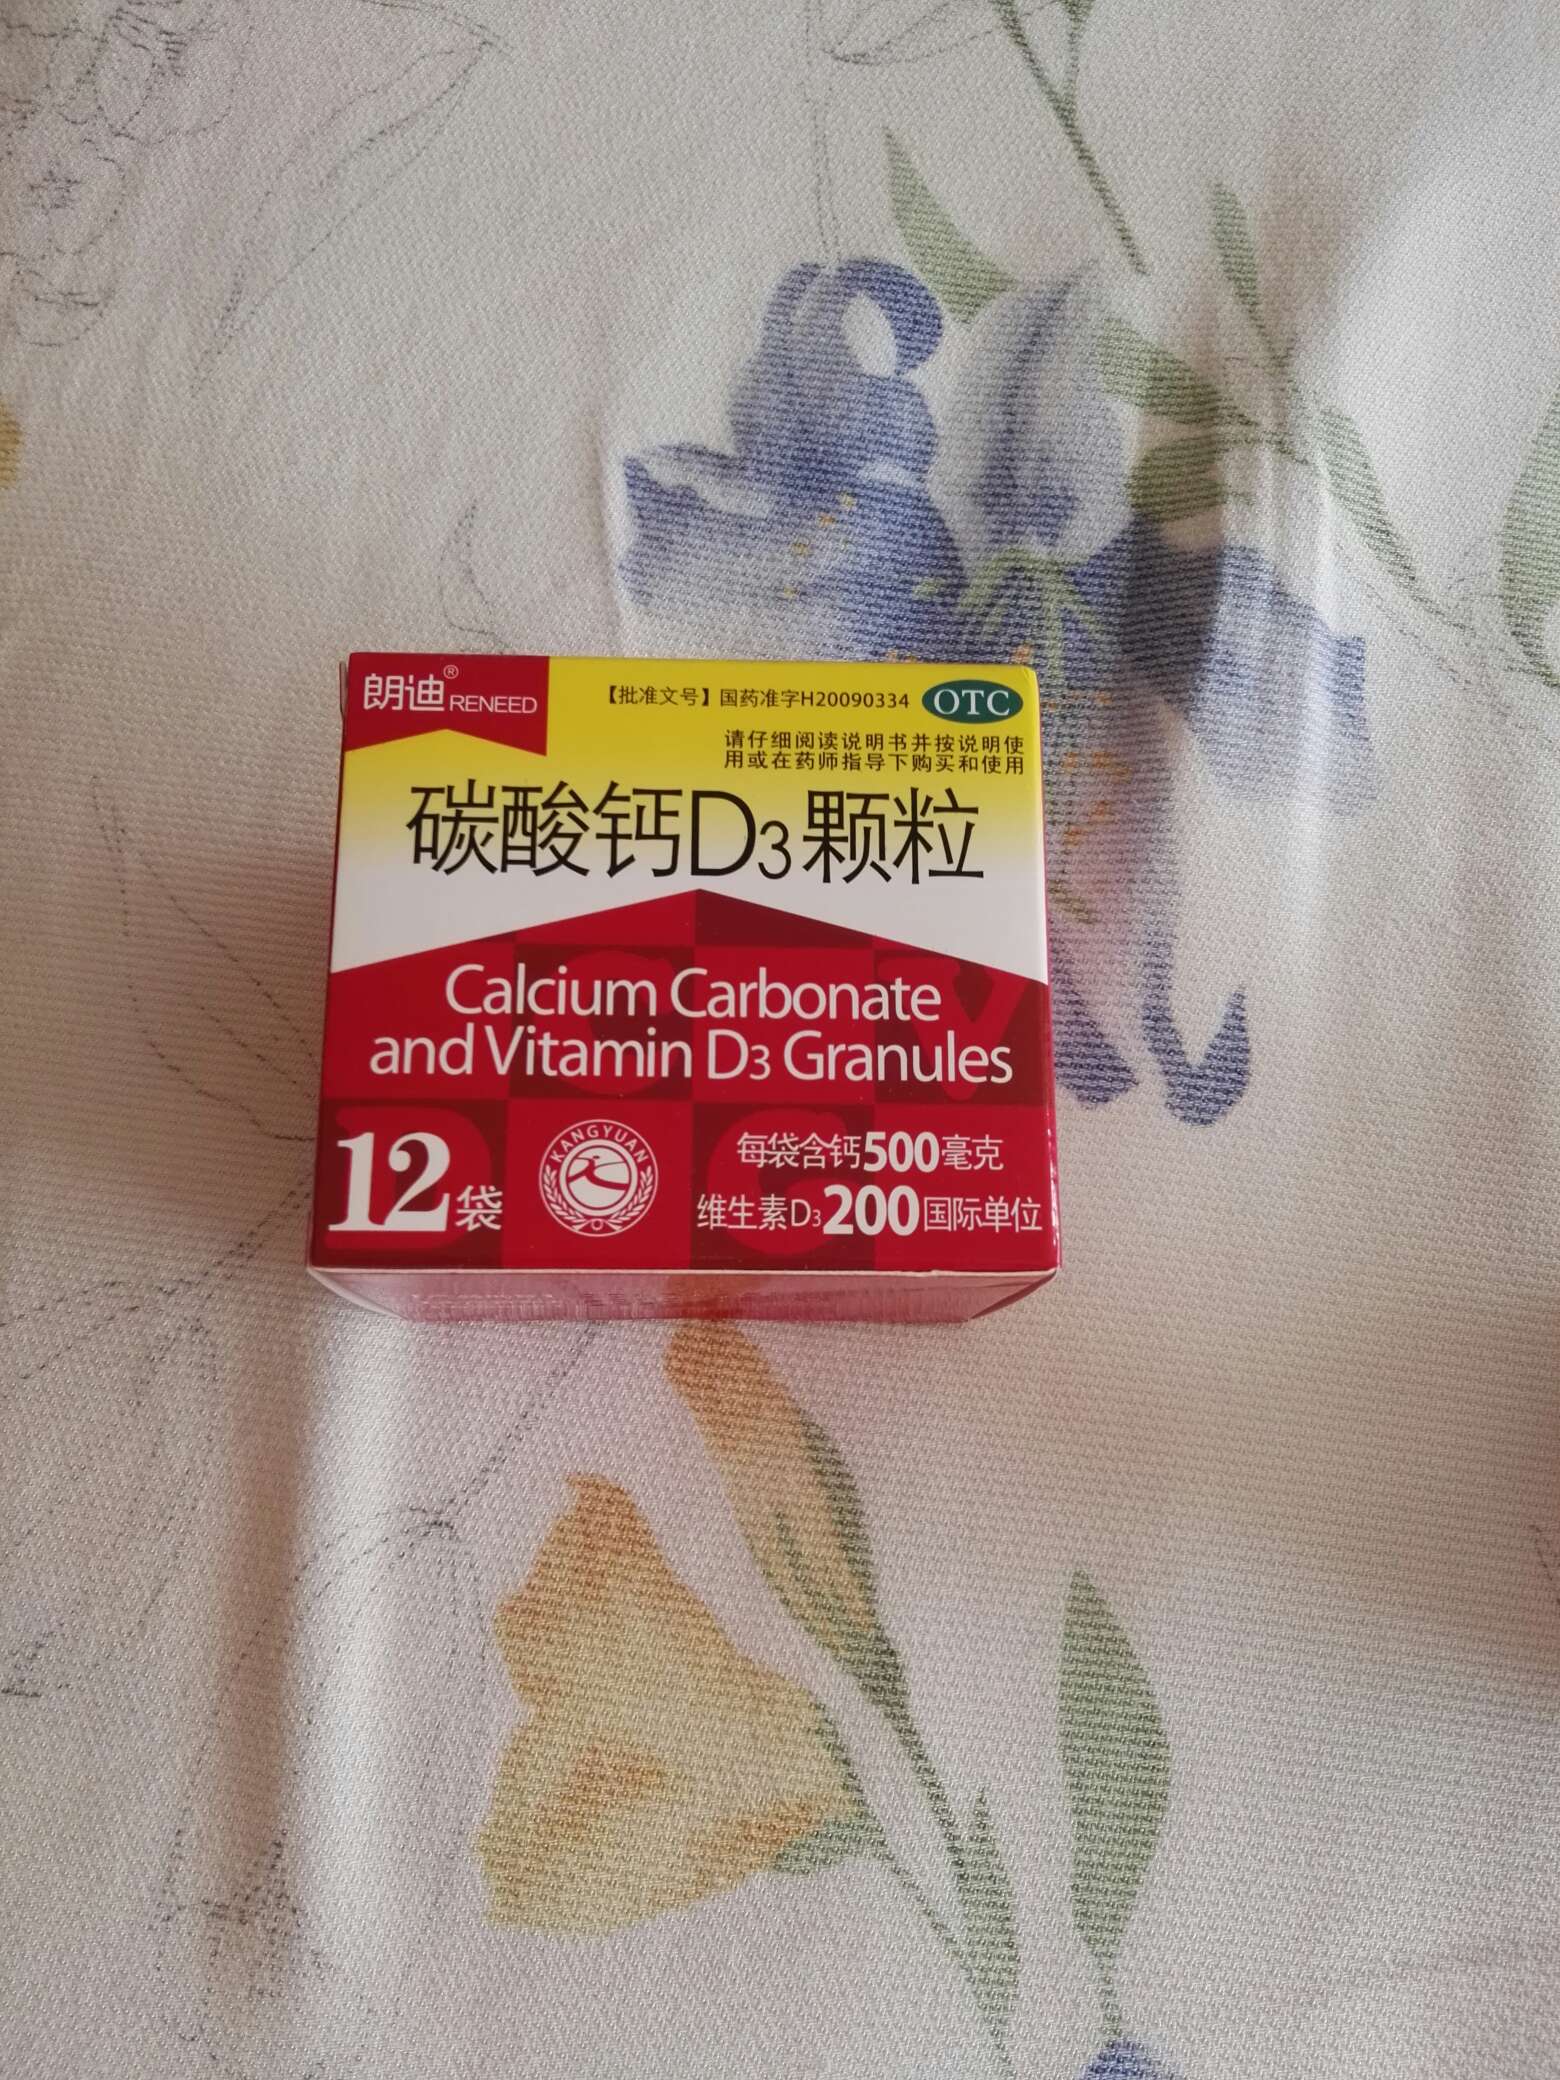 朗迪® RENEED
【批准文号】国药准字H20090334 OTC
请仔细阅读说明书并按说明使
用或在药师指导下购买和使用
碳酸钙D3颗粒
Calcium Carbonate
and Vitamin D3 Granules
12袋
KANGYUAN
每袋含钙500毫克
维生素D3200国际单位